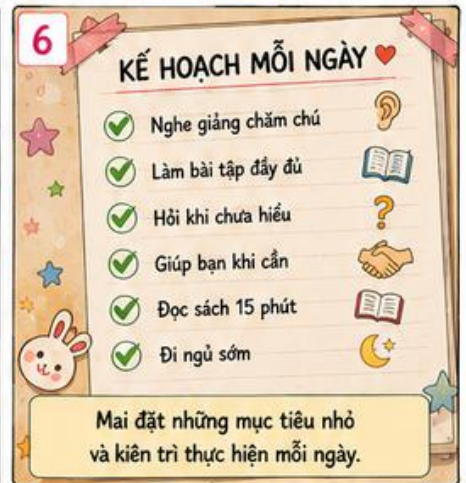 6
KẾ HOẠCH MỖI NGÀY
Nghe giảng chăm chú
Làm bài tập đầy đủ
Hỏi khi chưa hiểu
?
Giúp bạn khi cần
Đọc sách 15 phút
Đi ngủ sớm
Mai đặt những mục tiêu nhỏ
và kiên trì thực hiện mỗi ngày.